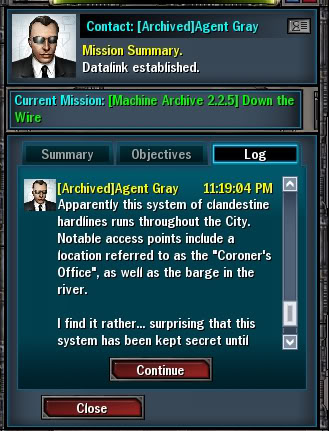 Contact: [Archived]Agent Gray
Mission Summary.
Datalink established.
Current Mission: [Machine Archive 2.2.5] Down the
Wire
Summary Objectives Log
[Archived]Agent Gray 11:19:04 PM
Apparently this system of clandestine
hardlines runs throughout the City.
Notable access points include a
location referred to as the "Coroner's
Office", as well as the barge in the
river.
I find it rather... surprising that this
system has been kept secret until
Continue
Close